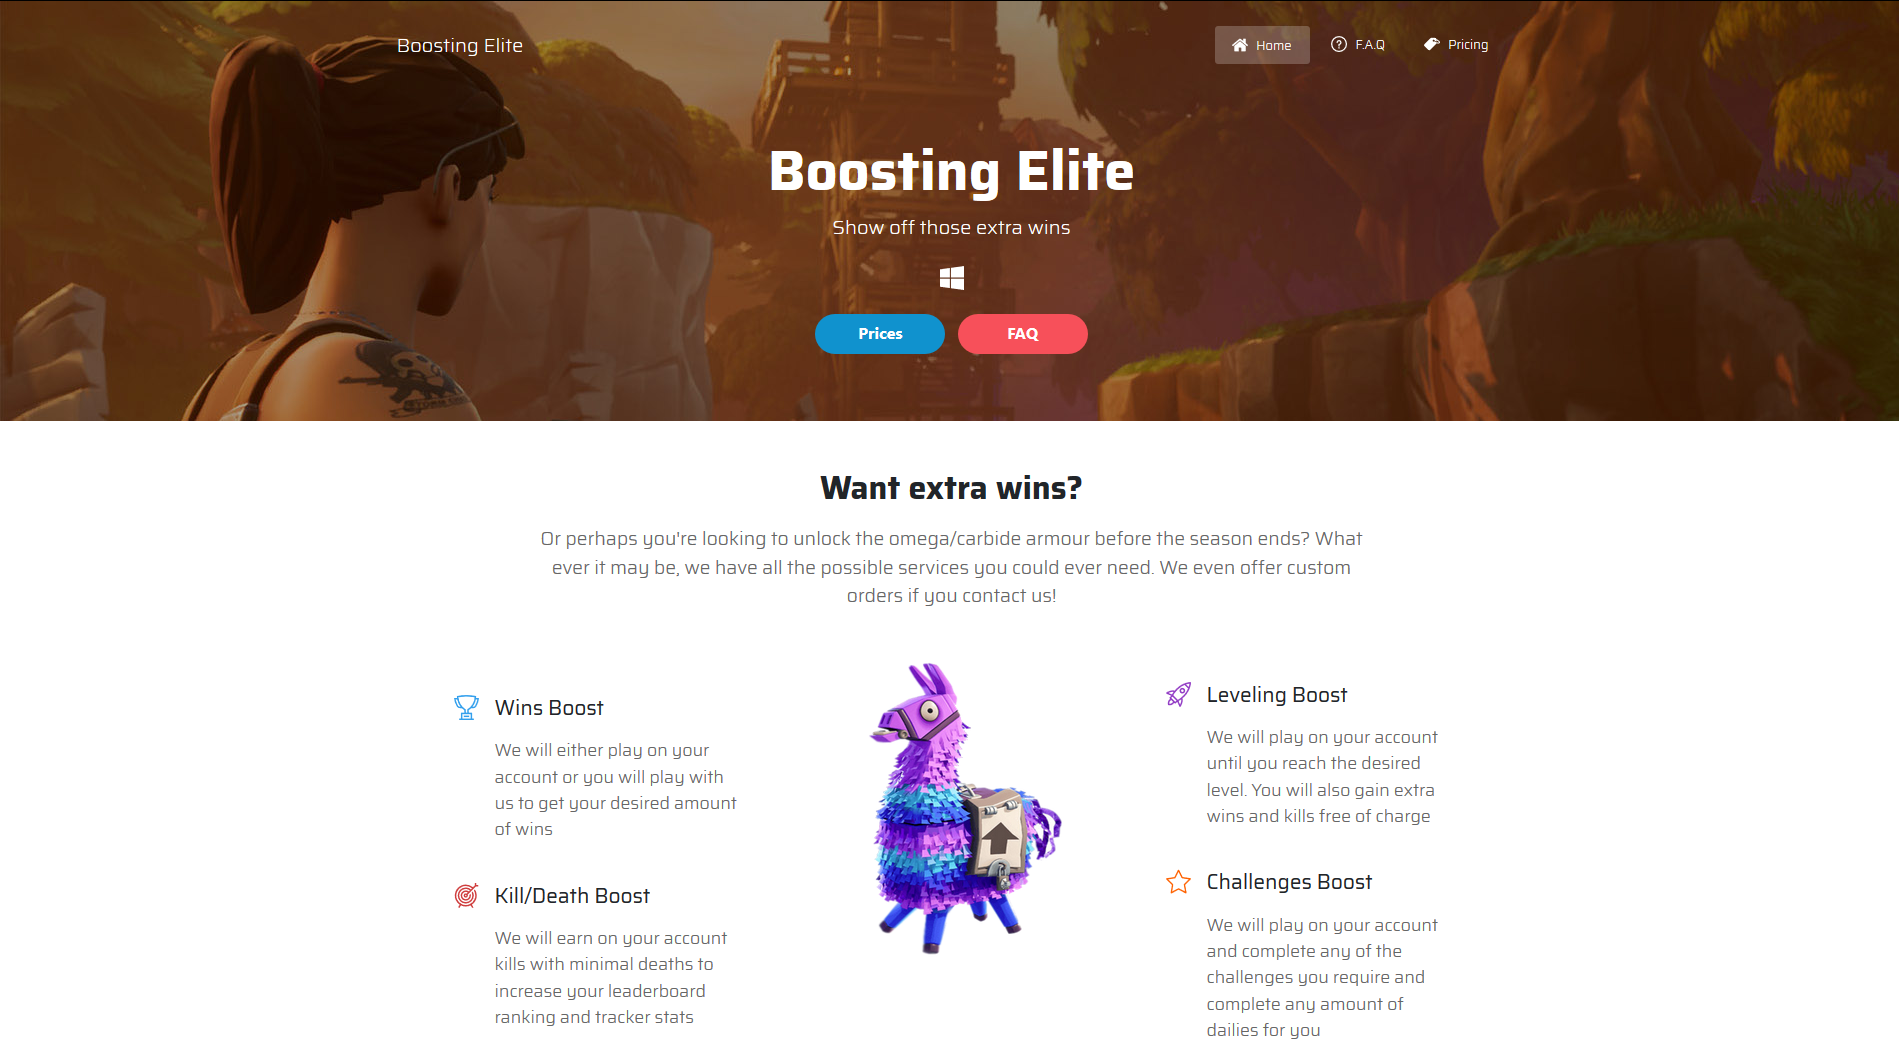 Boosting Elite
Home
F.A.Q
Pricing
Boosting Elite
Show off those extra wins
Prices
FAQ
Want extra wins?
Or perhaps you're looking to unlock the omega/carbide armour before the season ends? What
ever it may be, we have all the possible services you could ever need. We even offer custom
orders if you contact us!
Wins Boost
We will either play on your
account or you will play with
us to get your desired amount
of wins
Kill/Death Boost
We will earn on your account
kills with minimal deaths to
increase your leaderboard
ranking and tracker stats
Leveling Boost
We will play on your account
until you reach the desired
level. You will also gain extra
wins and kills free of charge
Challenges Boost
We will play on your account
and complete any of the
challenges you require and
complete any amount of
dailies for you